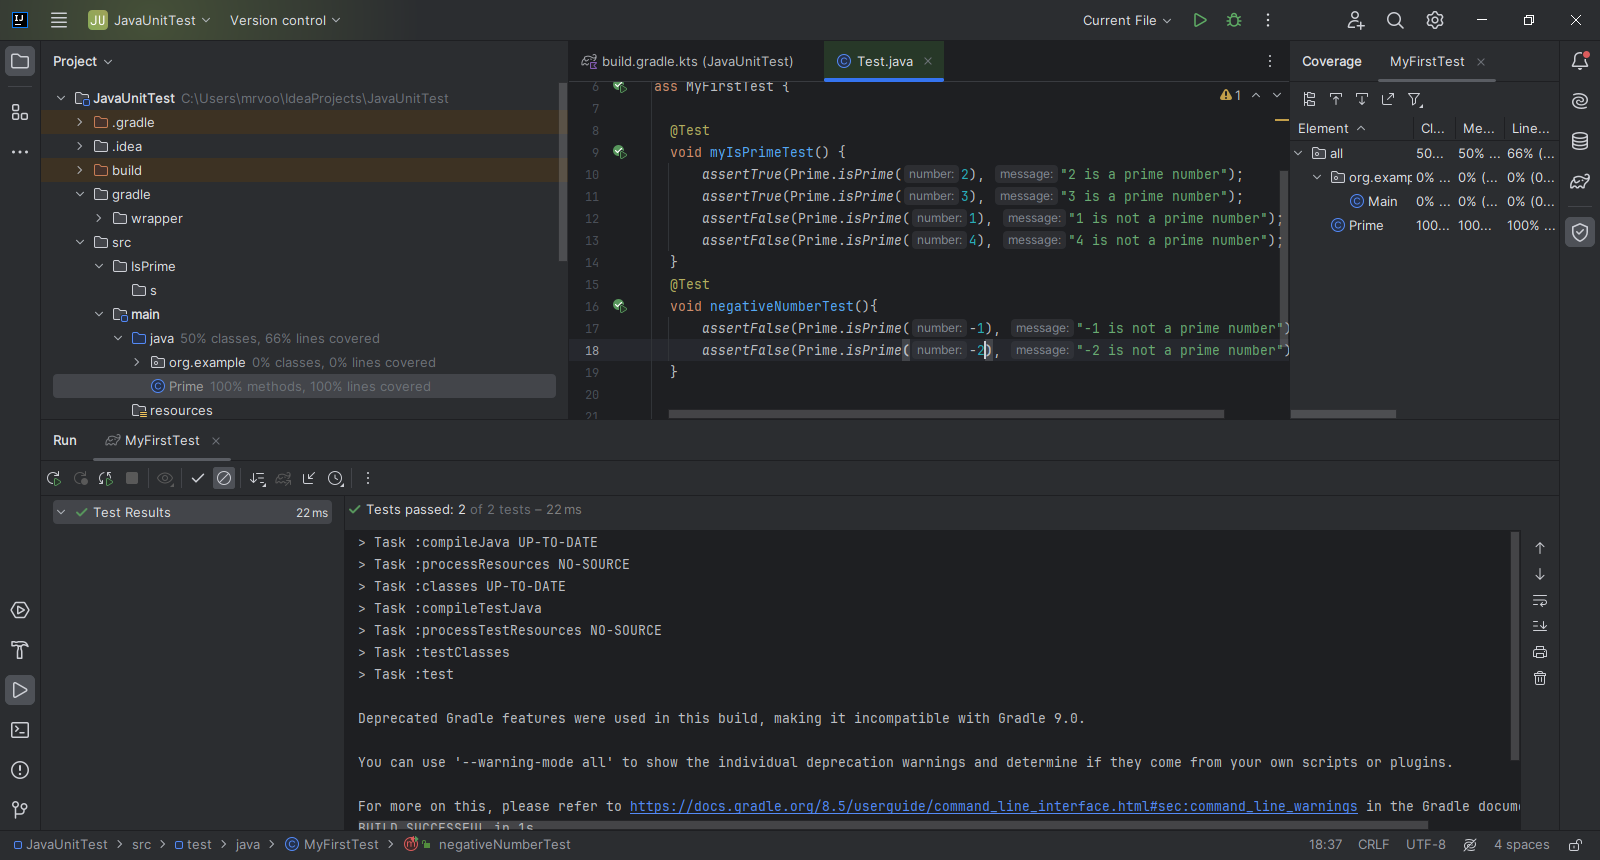 JU JavaUnitTest Version control Current File
Project
JavaUnitTest C:\Users\mrvoo\IdeaProjects\JavaUnitTest
.gradle
.idea
build
gradle
wrapper
src
IsPrime
s
main
java 50% classes, 66% lines covered
org.example 0% classes, 0% lines covered
Prime 100% methods, 100% lines covered
resources
build.gradle.kts (JavaUnitTest) Test.java
1
6 ass MyFirstTest {
7
8 @Test
9 void myIsPrimeTest() {
10 assertTrue(Prime.isPrime( number: 2), message: "2 is a prime number");
11 assertTrue(Prime.isPrime( number: 3), message: "3 is a prime number");
12 assertFalse(Prime.isPrime( number: 1), message: "1 is not a prime number");
13 assertFalse(Prime.isPrime( number: 4), message: "4 is not a prime number");
14 }
15 @Test
16 void negativeNumberTest(){
17 assertFalse(Prime.isPrime( number: -1), message: "-1 is not a prime number")
18 assertFalse(Prime.isPrime( number: -2), message: "-2 is not a prime number")
19 }
20
21
Coverage MyFirstTest
Element Cl... Me... Line...
all 50... 50% ... 66% (...
org.examp 0% ... 0% (... 0% (0...
Main 0% ... 0% (... 0% (0...
Prime 100... 100... 100% ...
Run MyFirstTest
Test Results 22 ms
Tests passed: 2 of 2 tests – 22 ms
> Task :compileJava UP-TO-DATE
> Task :processResources NO-SOURCE
> Task :classes UP-TO-DATE
> Task :compileTestJava
> Task :processTestResources NO-SOURCE
> Task :testClasses
> Task :test
Deprecated Gradle features were used in this build, making it incompatible with Gradle 9.0.
You can use '--warning-mode all' to show the individual deprecation warnings and determine if they come from your own scripts or plugins.
For more on this, please refer to https://docs.gradle.org/8.5/userguide/command_line_interface.html#sec:command_line_warnings in the Gradle docum
BUILD SUCCESSFUL in 1s
JavaUnitTest > src > test > java > MyFirstTest > negativeNumberTest 18:37 CRLF UTF-8 4 spaces